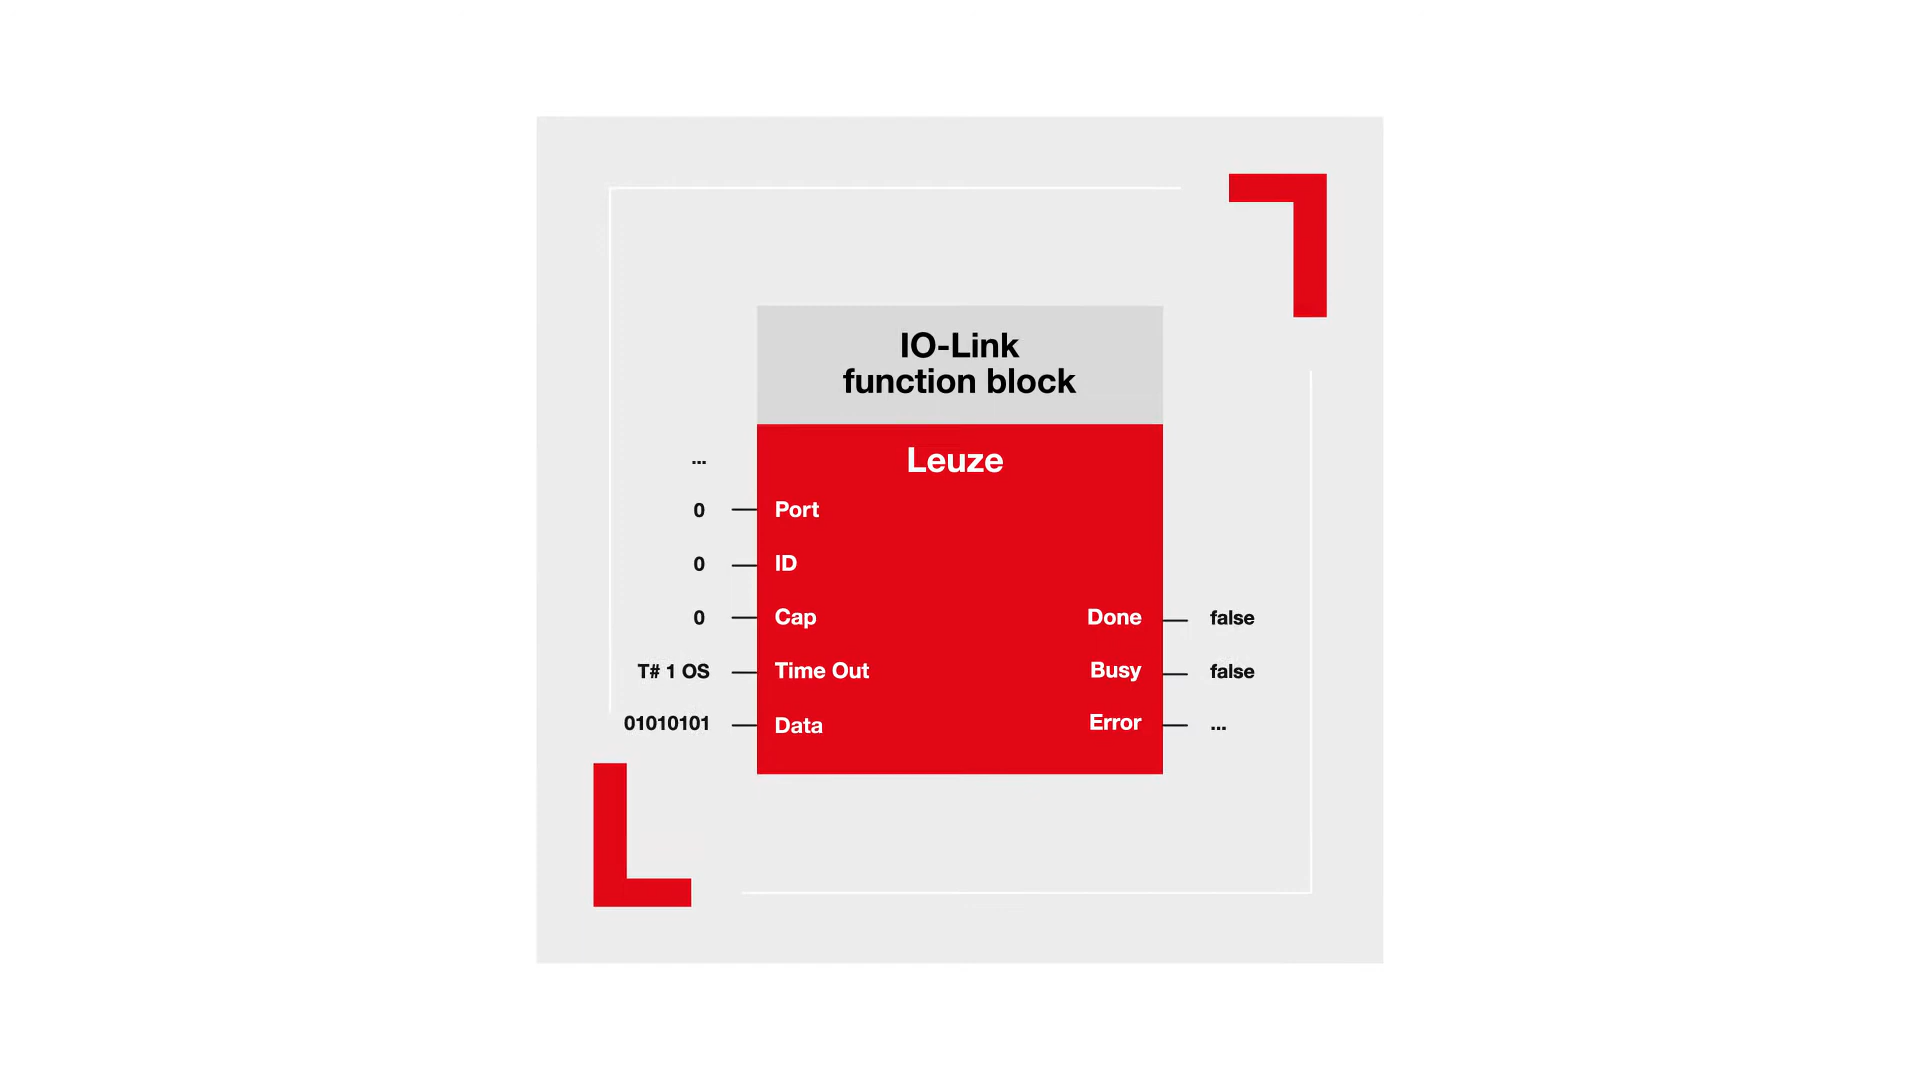 IO-Link
function block
Leuze
...
0 Port
0 ID
0 Cap Done false
T# 1 OS Time Out Busy false
01010101 Data Error ...